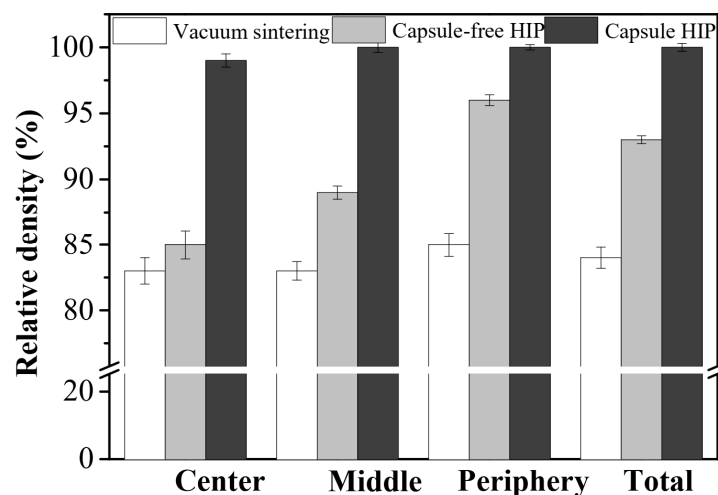 Vacuum sintering Capsule-free HIP Capsule HIP
Relative density (%)
100
95
90
85
80
20
0
Center Middle Periphery Total